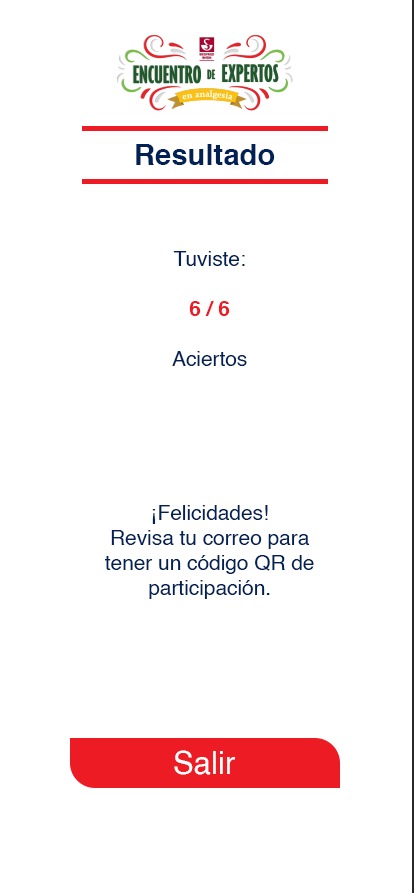 ENCUENTRO DE EXPERTOS
en analgesia
Resultado
Tuviste:
6 / 6
Aciertos
¡Felicidades!
Revisa tu correo para
tener un código QR de
participación.
Salir